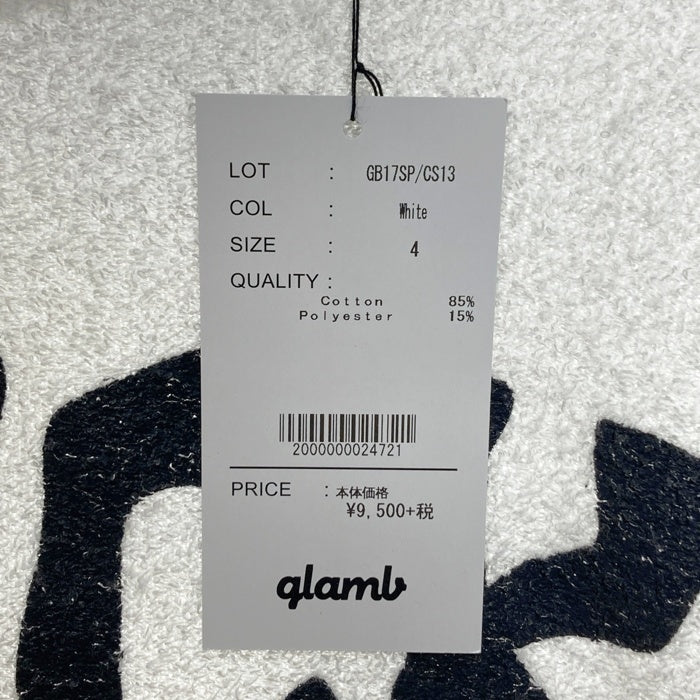 LOT : GB17SP/CS13
COL : White
SIZE : 4
QUALITY :
Cotton 85%
Polyester 15%
2000000024721
PRICE : 本体価格
¥9,500+税
glamb